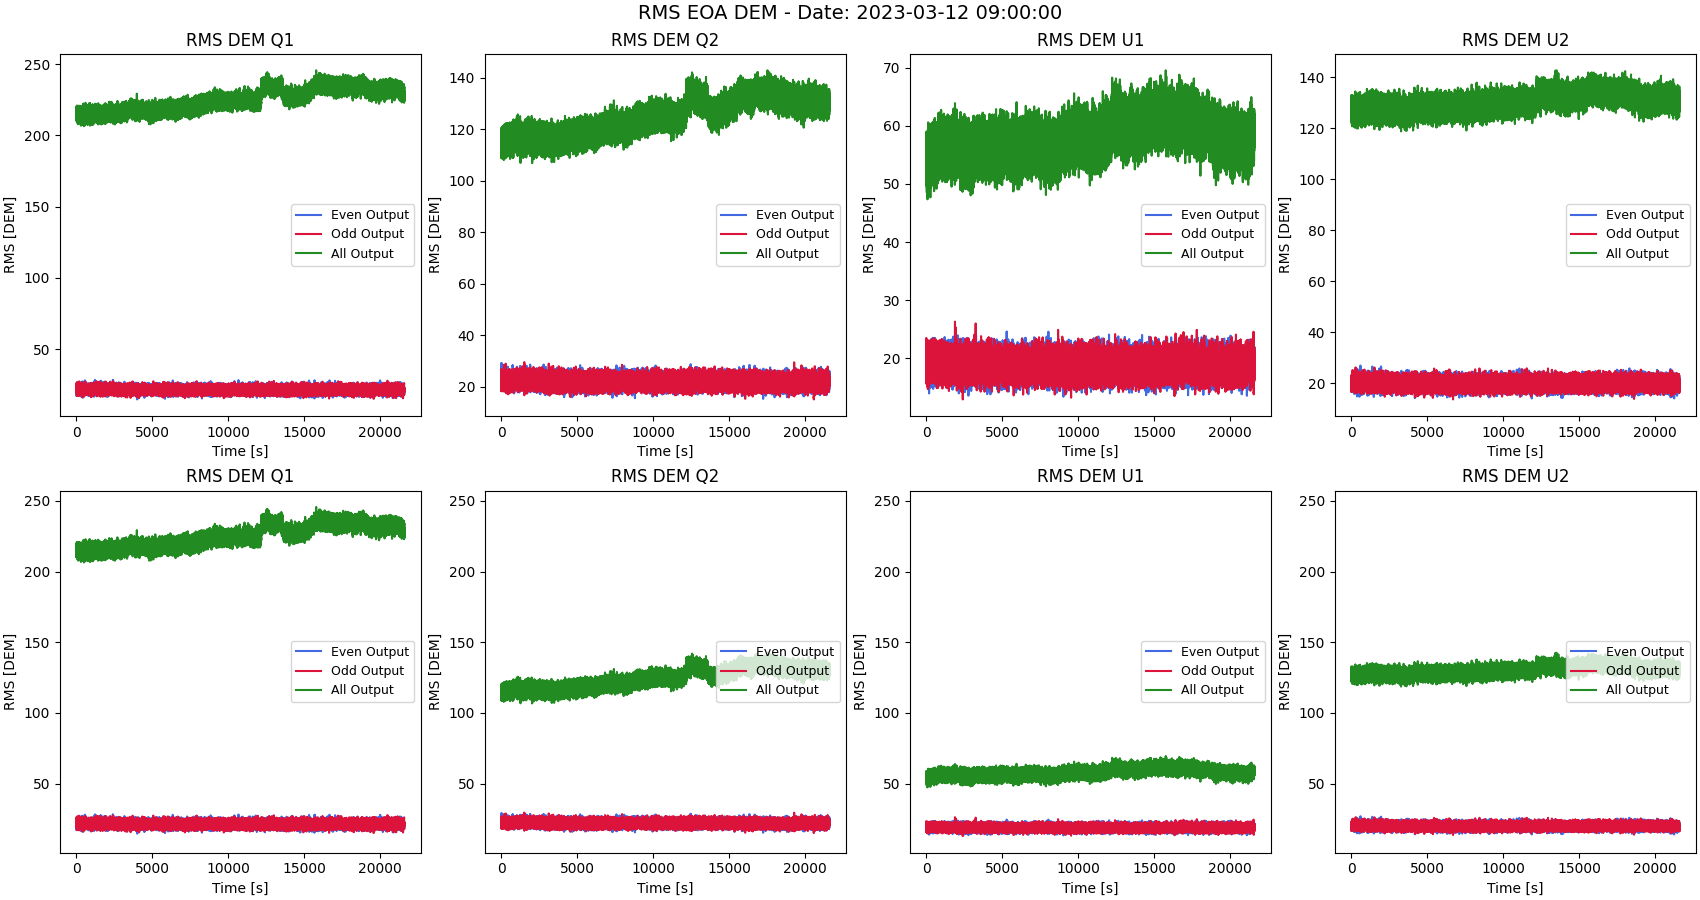 RMS EOA DEM - Date: 2023-03-12 09:00:00
RMS DEM Q1
RMS DEM Q2
RMS DEM U1
RMS DEM U2
RMS [DEM]
250
200
150
100
50
Even Output
Odd Output
All Output
0
5000
10000
15000
20000
Time [s]
RMS [DEM]
140
120
100
80
60
40
20
Even Output
Odd Output
All Output
0
5000
10000
15000
20000
Time [s]
RMS [DEM]
70
60
50
40
30
20
Even Output
Odd Output
All Output
0
5000
10000
15000
20000
Time [s]
RMS [DEM]
140
120
100
80
60
40
20
Even Output
Odd Output
All Output
0
5000
10000
15000
20000
Time [s]
RMS DEM Q1
RMS DEM Q2
RMS DEM U1
RMS DEM U2
RMS [DEM]
250
200
150
100
50
Even Output
Odd Output
All Output
0
5000
10000
15000
20000
Time [s]
RMS [DEM]
250
200
150
100
50
Even Output
Odd Output
All Output
0
5000
10000
15000
20000
Time [s]
RMS [DEM]
250
200
150
100
50
Even Output
Odd Output
All Output
0
5000
10000
15000
20000
Time [s]
RMS [DEM]
250
200
150
100
50
Even Output
Odd Output
All Output
0
5000
10000
15000
20000
Time [s]